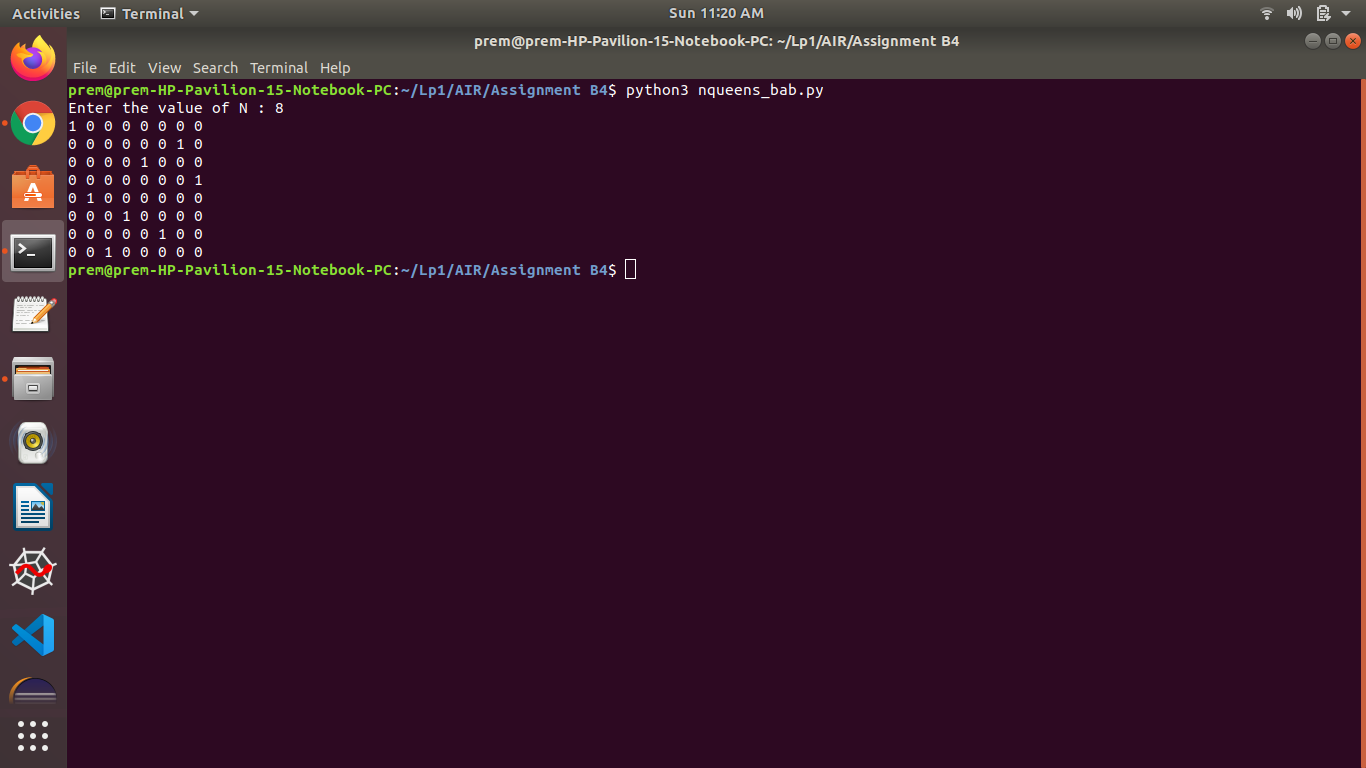 Activities Terminal Sun 11:20 AM
prem@prem-HP-Pavilion-15-Notebook-PC: ~/Lp1/AIR/Assignment B4
File Edit View Search Terminal Help
prem@prem-HP-Pavilion-15-Notebook-PC:~/Lp1/AIR/Assignment B4$ python3 nqueens_bab.py
Enter the value of N : 8
1 0 0 0 0 0 0 0
0 0 0 0 0 0 1 0
0 0 0 0 1 0 0 0
0 0 0 0 0 0 0 1
0 1 0 0 0 0 0 0
0 0 0 1 0 0 0 0
0 0 0 0 0 1 0 0
0 0 1 0 0 0 0 0
prem@prem-HP-Pavilion-15-Notebook-PC:~/Lp1/AIR/Assignment B4$